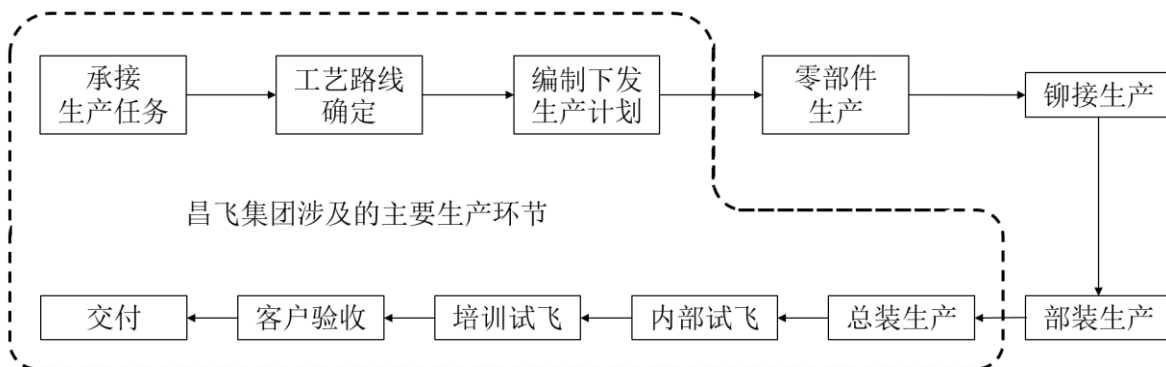 承接
生产任务
工艺路线
确定
编制下发
生产计划
零部件
生产
铆接生产
昌飞集团涉及的主要生产环节
交付
客户验收
培训试飞
内部试飞
总装生产
部装生产